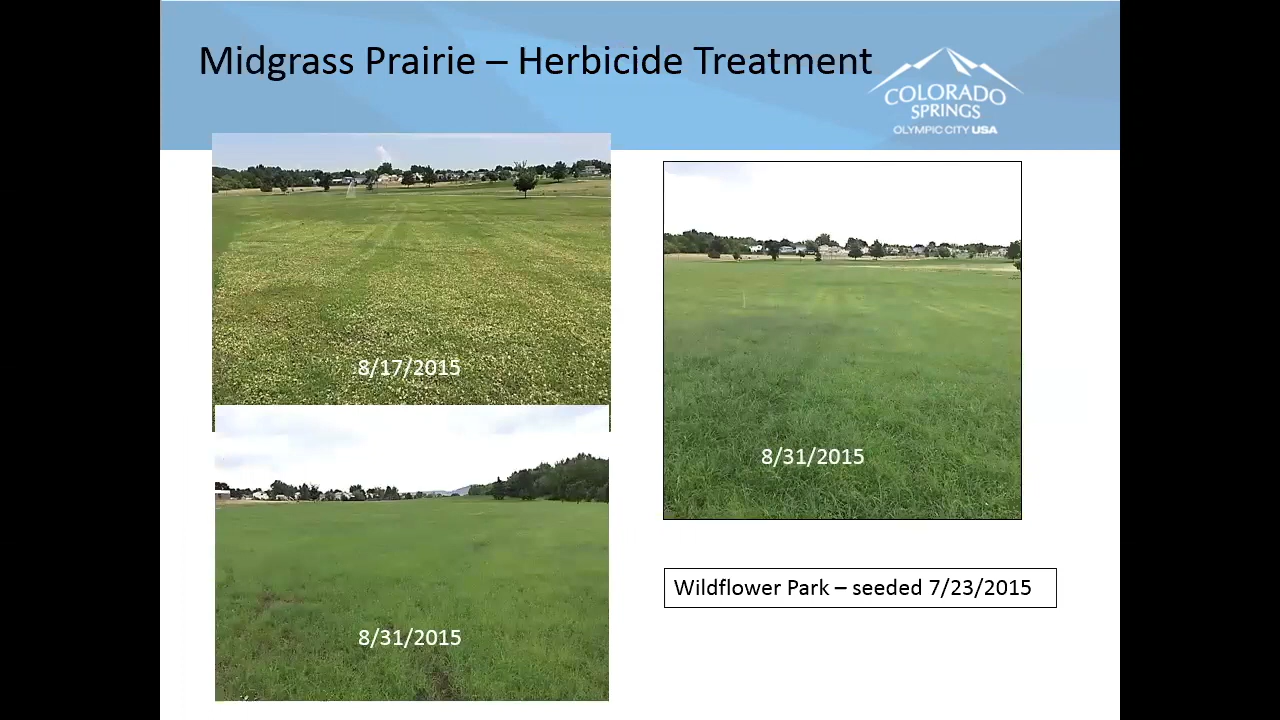 Midgrass Prairie – Herbicide Treatment
COLORADO
SPRINGS
OLYMPIC CITY USA
8/17/2015
8/31/2015
8/31/2015
Wildflower Park – seeded 7/23/2015